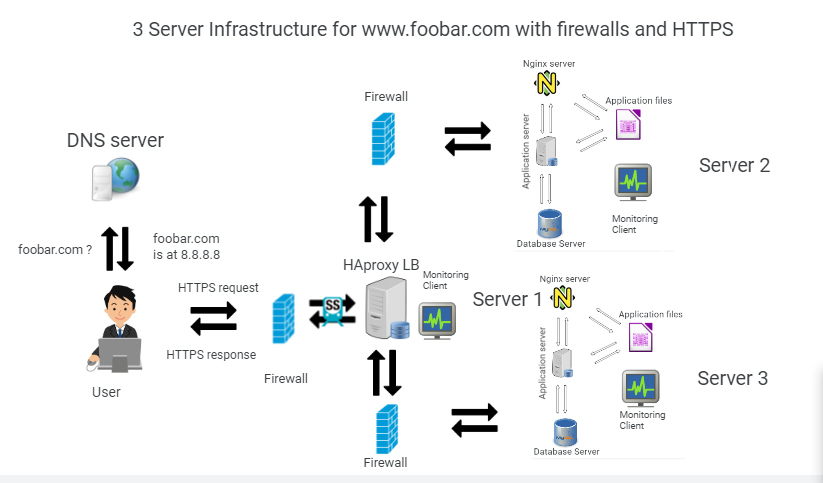 3 Server Infrastructure for www.foobar.com with firewalls and HTTPS
DNS server
foobar.com ?
foobar.com
is at 8.8.8.8
User
HTTPS request
HTTPS response
Firewall
SS
HAproxy LB
Monitoring
Client
Server 1
Firewall
Nginx server
Application files
Application server
Monitoring
Client
MySQL
Database Server
Server 2
Firewall
Nginx server
Application files
Application server
Monitoring
Client
MySQL
Database Server
Server 3